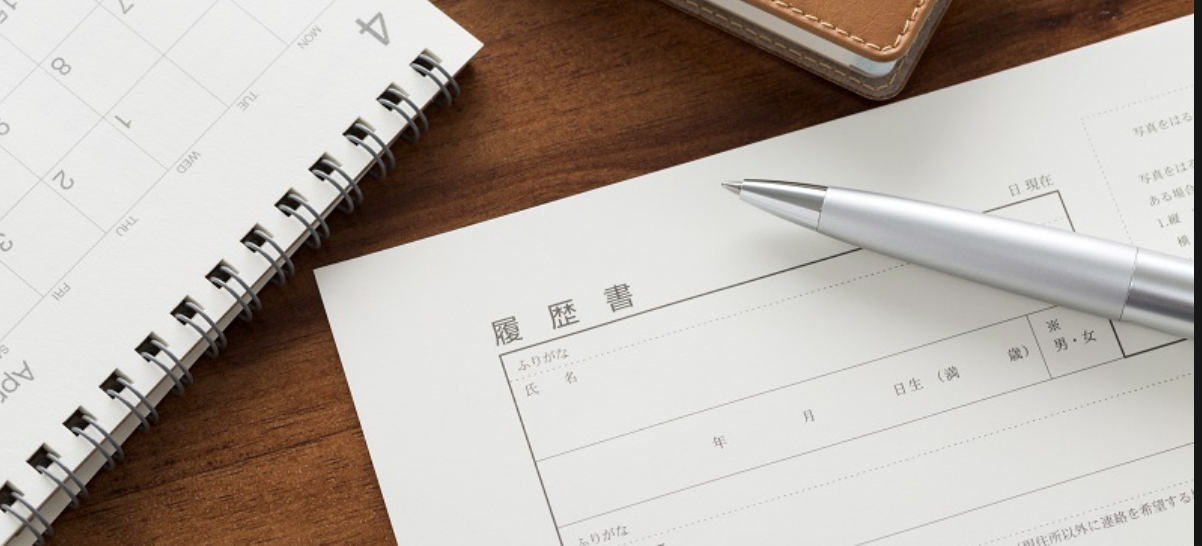 4
MON
TUE
WED
THU
FRI
7
8
1
2
3
履歴書
日現在
写真をはる
写真をはる
ある場合
1.縦
横
ふりがな
氏 名
年 月 日生 (満 歳)
※
男・女
ふりがな
現住所以外に連絡を希望する